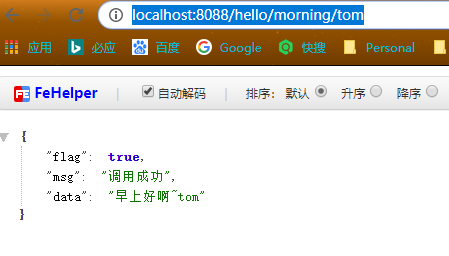 localhost:8088/hello/morning/tom
应用 必应 百度 Google 快搜 Personal
FeHelper | 自动解码 | 排序： 默认 升序 降序
{
"flag": true,
"msg": "调用成功",
"data": "早上好啊~tom"
}